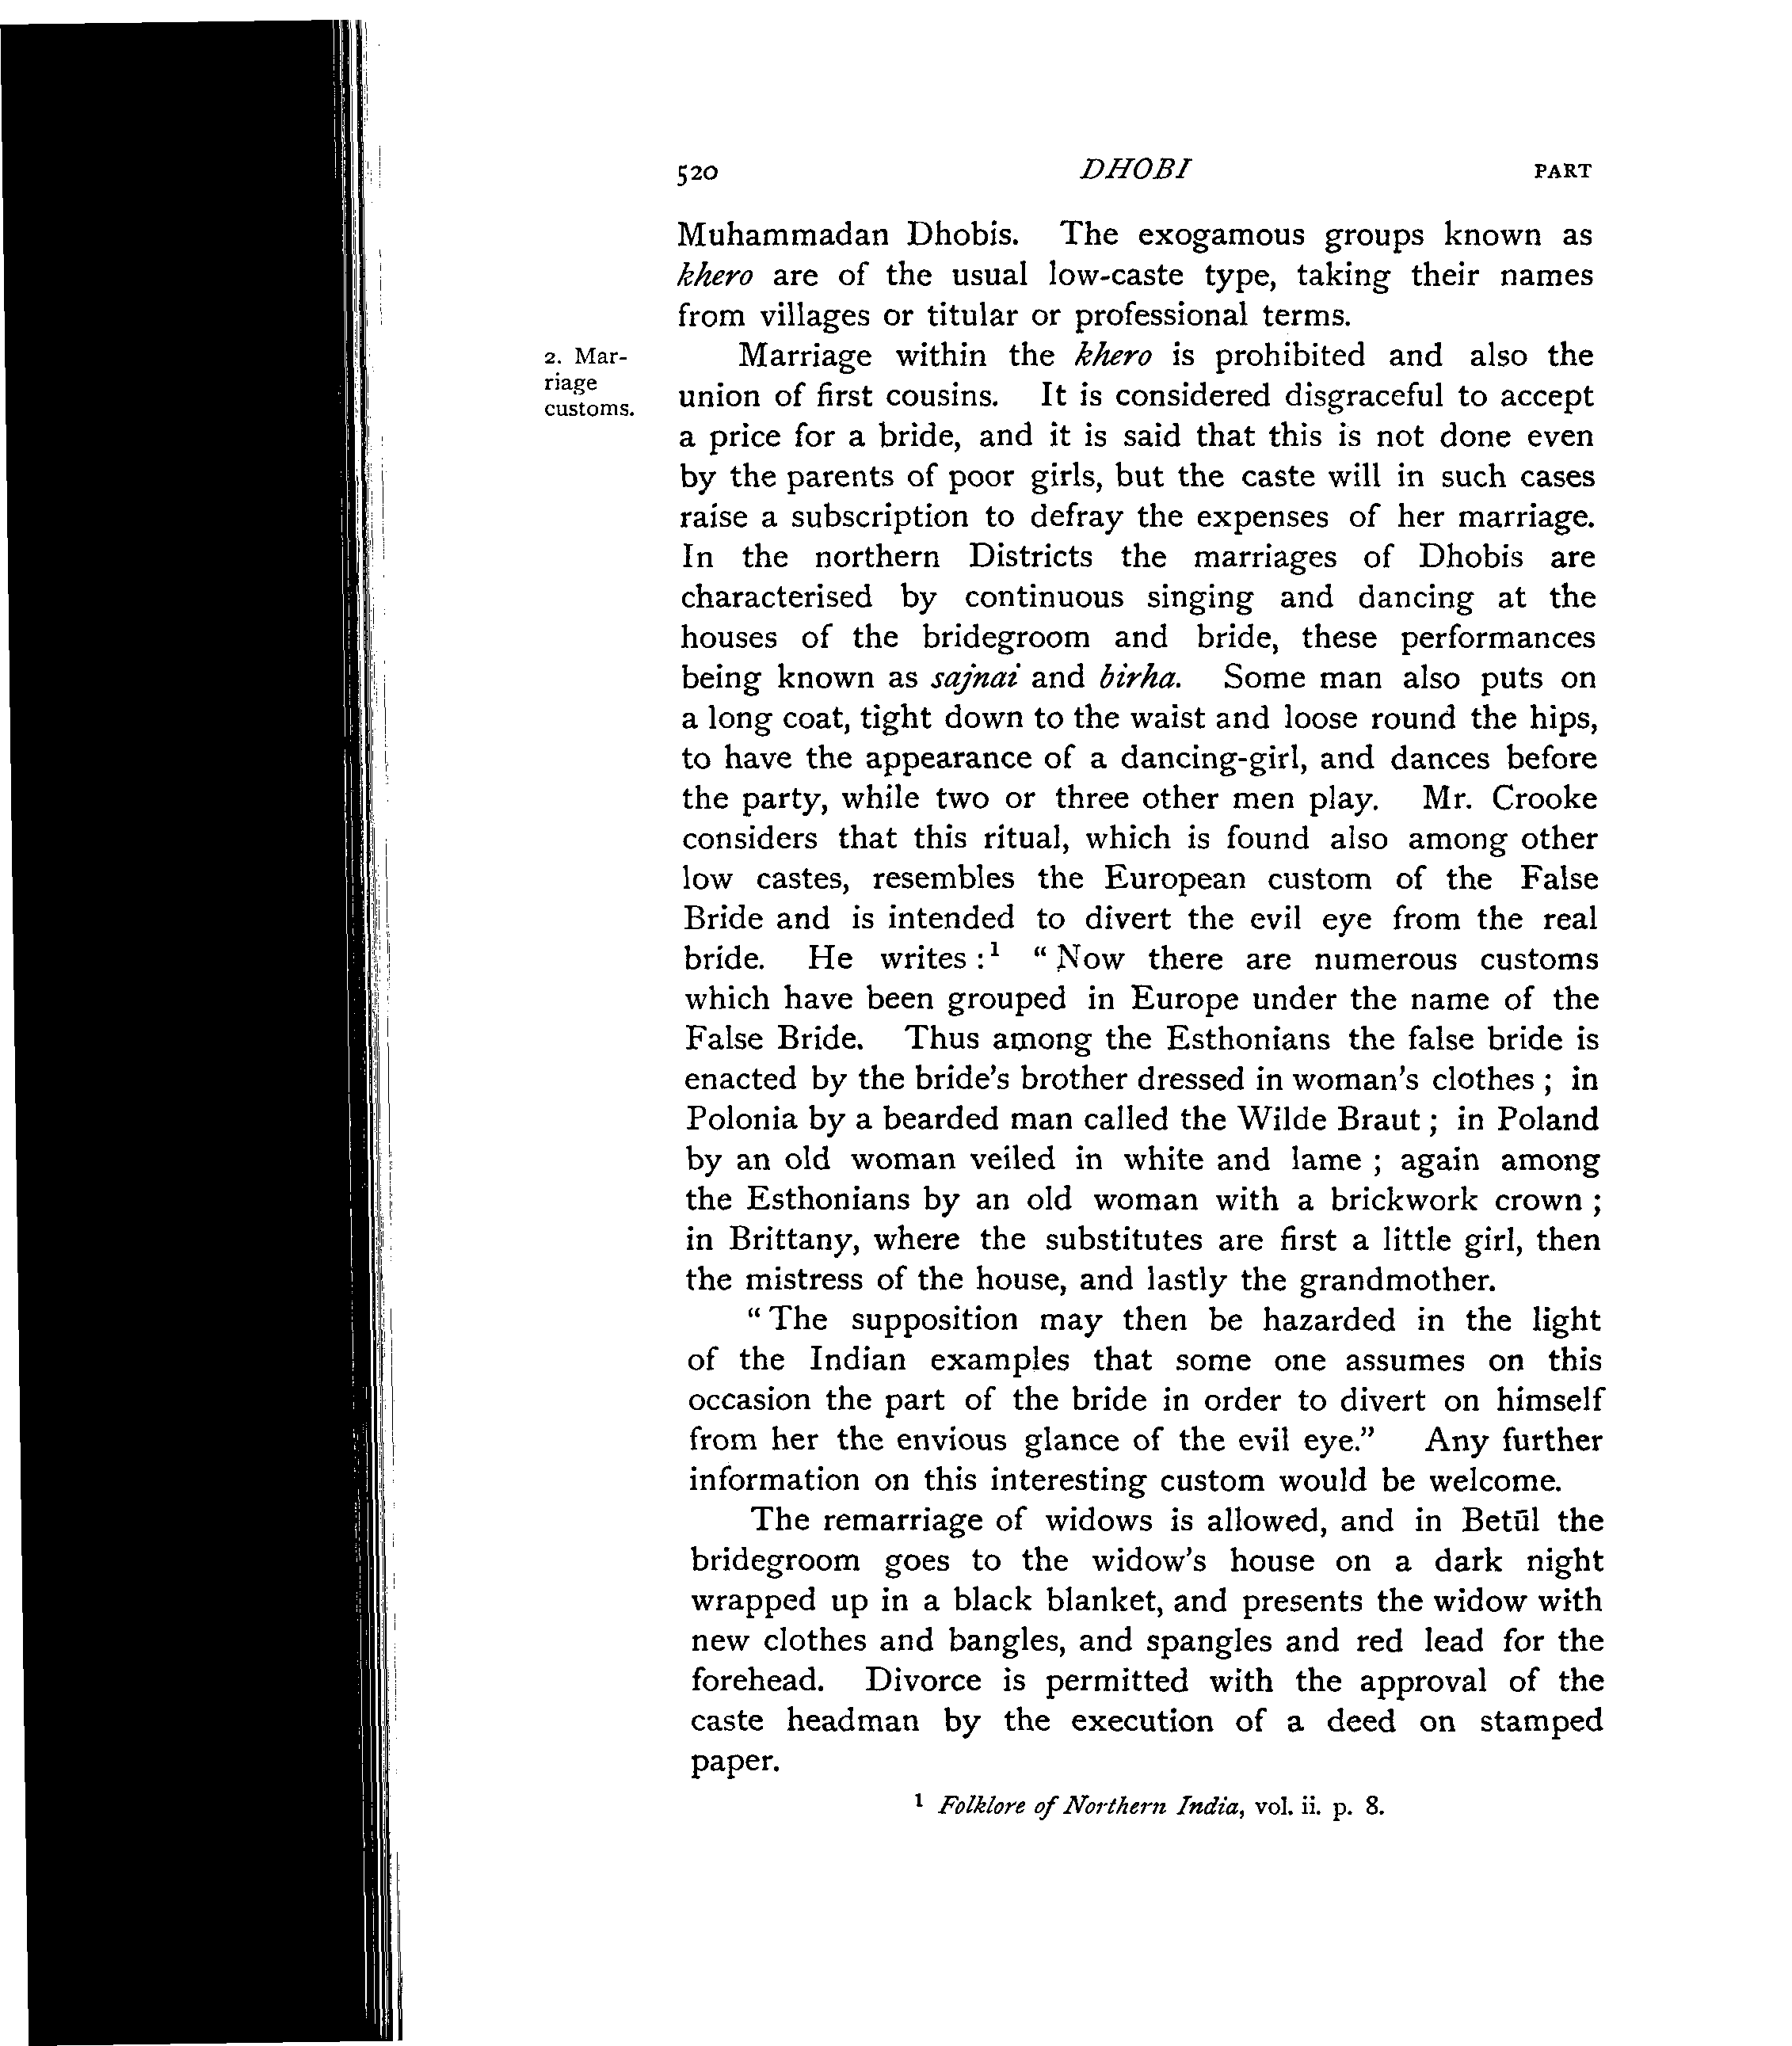 520 DHOBI PART
Muhammadan Dhobis. The exogamous groups known as
khero are of the usual low-caste type, taking their names
from villages or titular or professional terms.
2. Mar-
riage
customs.
Marriage within the khero is prohibited and also the
union of first cousins. It is considered disgraceful to accept
a price for a bride, and it is said that this is not done even
by the parents of poor girls, but the caste will in such cases
raise a subscription to defray the expenses of her marriage.
In the northern Districts the marriages of Dhobis are
characterised by continuous singing and dancing at the
houses of the bridegroom and bride, these performances
being known as sajnai and birha. Some man also puts on
a long coat, tight down to the waist and loose round the hips,
to have the appearance of a dancing-girl, and dances before
the party, while two or three other men play. Mr. Crooke
considers that this ritual, which is found also among other
low castes, resembles the European custom of the False
Bride and is intended to divert the evil eye from the real
bride. He writes :¹ “ Now there are numerous customs
which have been grouped in Europe under the name of the
False Bride. Thus among the Esthonians the false bride is
enacted by the bride’s brother dressed in woman’s clothes ; in
Polonia by a bearded man called the Wilde Braut ; in Poland
by an old woman veiled in white and lame ; again among
the Esthonians by an old woman with a brickwork crown ;
in Brittany, where the substitutes are first a little girl, then
the mistress of the house, and lastly the grandmother.
“ The supposition may then be hazarded in the light
of the Indian examples that some one assumes on this
occasion the part of the bride in order to divert on himself
from her the envious glance of the evil eye.” Any further
information on this interesting custom would be welcome.
The remarriage of widows is allowed, and in Betūl the
bridegroom goes to the widow’s house on a dark night
wrapped up in a black blanket, and presents the widow with
new clothes and bangles, and spangles and red lead for the
forehead. Divorce is permitted with the approval of the
caste headman by the execution of a deed on stamped
paper.
¹ Folklore of Northern India, vol. ii. p. 8.